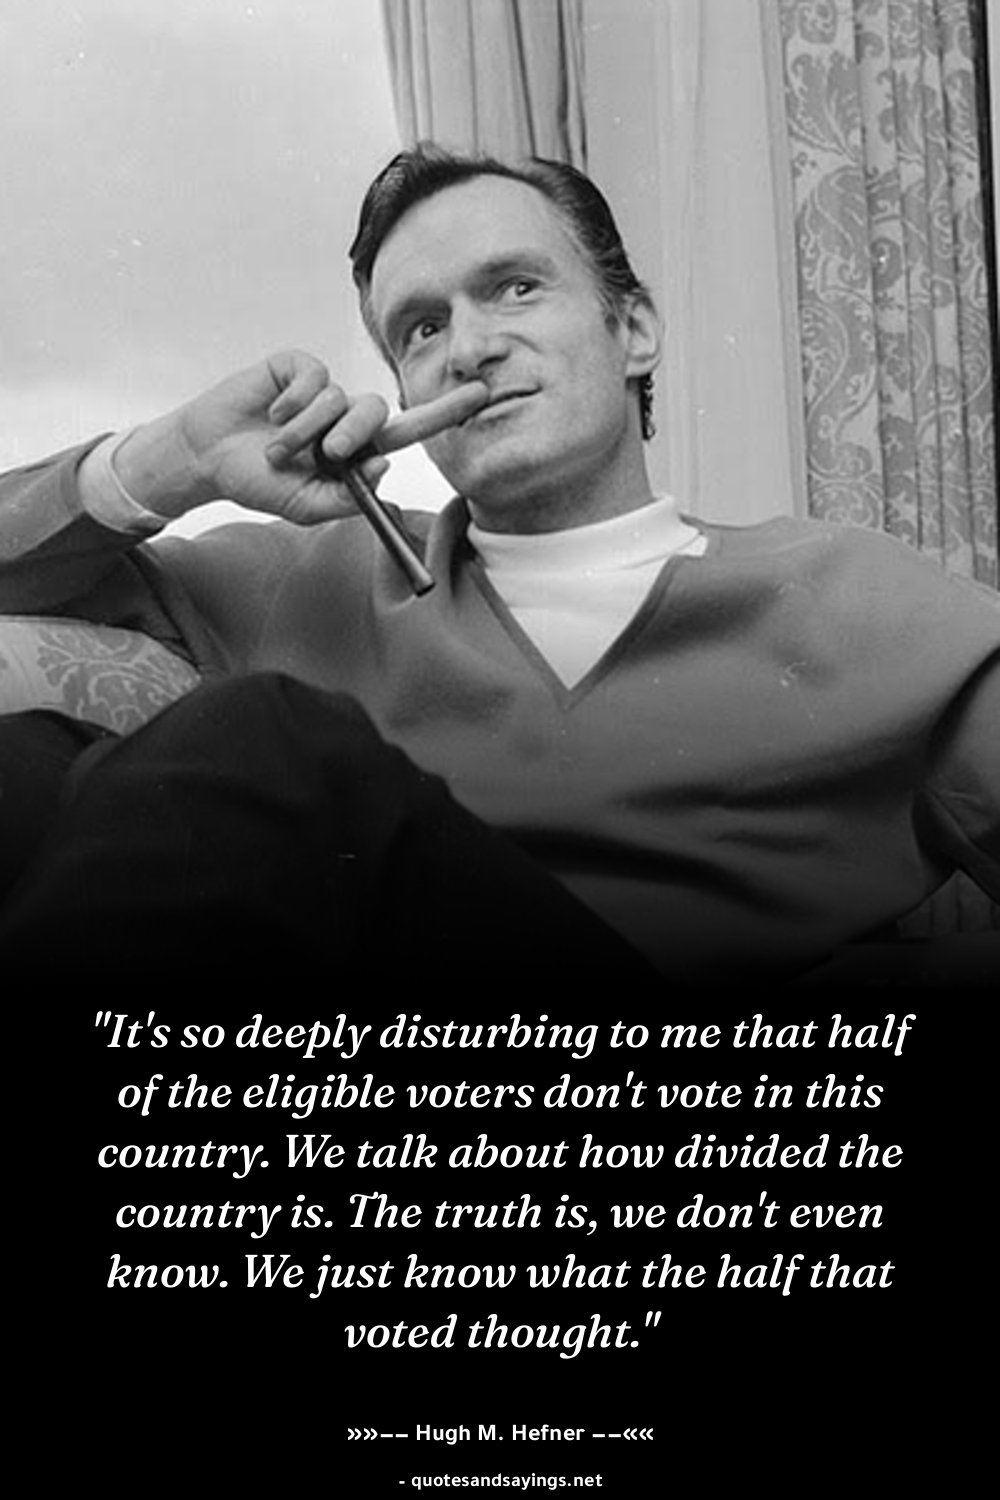 "It's so deeply disturbing to me that half
of the eligible voters don't vote in this
country. We talk about how divided the
country is. The truth is, we don't even
know. We just know what the half that
voted thought."
»»−− Hugh M. Hefner −−««
- quotesandsayings.net